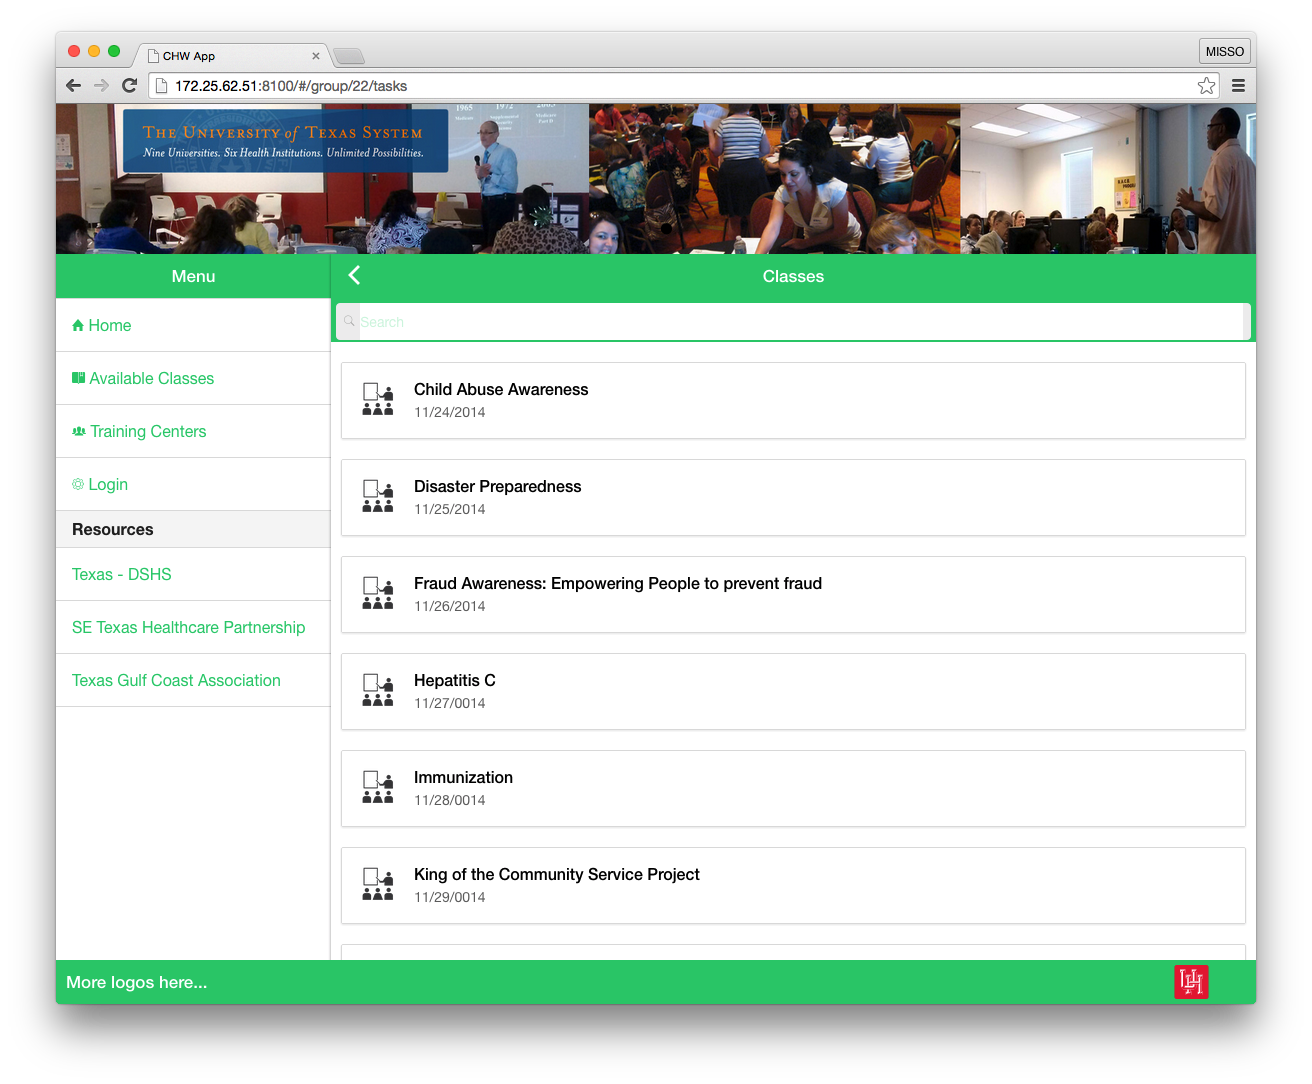 CHW App
MISSO
172.25.62.51:8100/#/group/22/tasks
THE UNIVERSITY of TEXAS SYSTEM
Nine Universities. Six Health Institutions. Unlimited Possibilities.
1965
1972
Medicare
Menu
Classes
Home
Search
Available Classes
Training Centers
Login
Resources
Texas - DSHS
SE Texas Healthcare Partnership
Texas Gulf Coast Association
Child Abuse Awareness
11/24/2014
Disaster Preparedness
11/25/2014
Fraud Awareness: Empowering People to prevent fraud
11/26/2014
Hepatitis C
11/27/0014
Immunization
11/28/0014
King of the Community Service Project
11/29/0014
More logos here...
UH